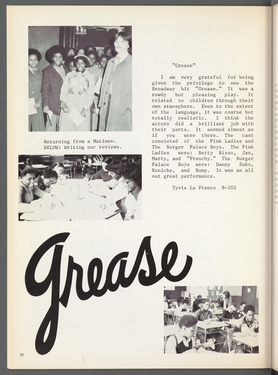 "Grease"
I am very grateful for being
given the privilege to see the
Broadway hit "Grease." It was a
rowdy but pleasing play. It
related to children through their
own atmosphere. Even to the extent
of the language, it was coarse but
totally realistic. I think the
actors did a brilliant job with
their parts. It seemed almost as
if you were there. The cast
consisted of the Pink Ladies and
The Burger Palace Boys. The Pink
Ladies were: Betty Rizzo, Jan,
Marty, and "Frenchy." The Burger
Palace Boys were: Danny Zuko,
Kenicke, and Rump. It was an all
out great performance.
Tyvie La France 8-202
Returning from a Matinee.
BELOW: Writing our reviews.
Grease
20